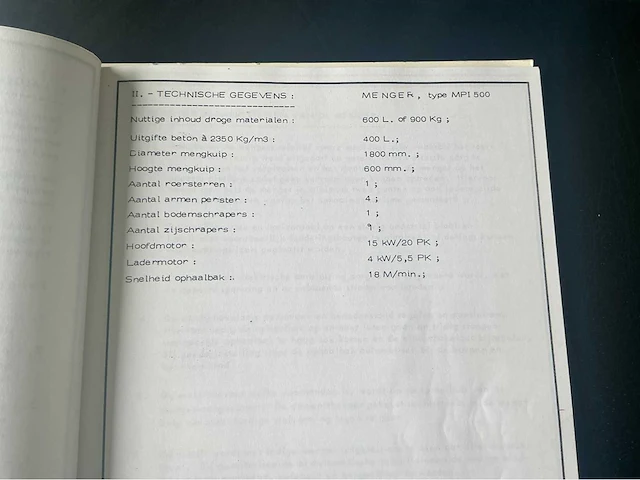 II. - TECHNISCHE GEGEVENS : MENGER, type MPI 500
Nuttige inhoud droge materialen : 600 L. of 900 Kg ;
Uitgifte beton à 2350 Kg/m3 : 400 L.;
Diameter mengkuip : 1800 mm. ;
Hoogte mengkuip : 600 mm. ;
Aantal roersterren : 1 ;
Aantal armen per ster : 4 ;
Aantal bodemschrapers : 1 ;
Aantal zijschrapers : ;
Hoofdmotor : 15 kW/20 PK ;
Ladermotor : 4 kW/5,5 PK ;
Snelheid ophaalbak : 18 M/min.;